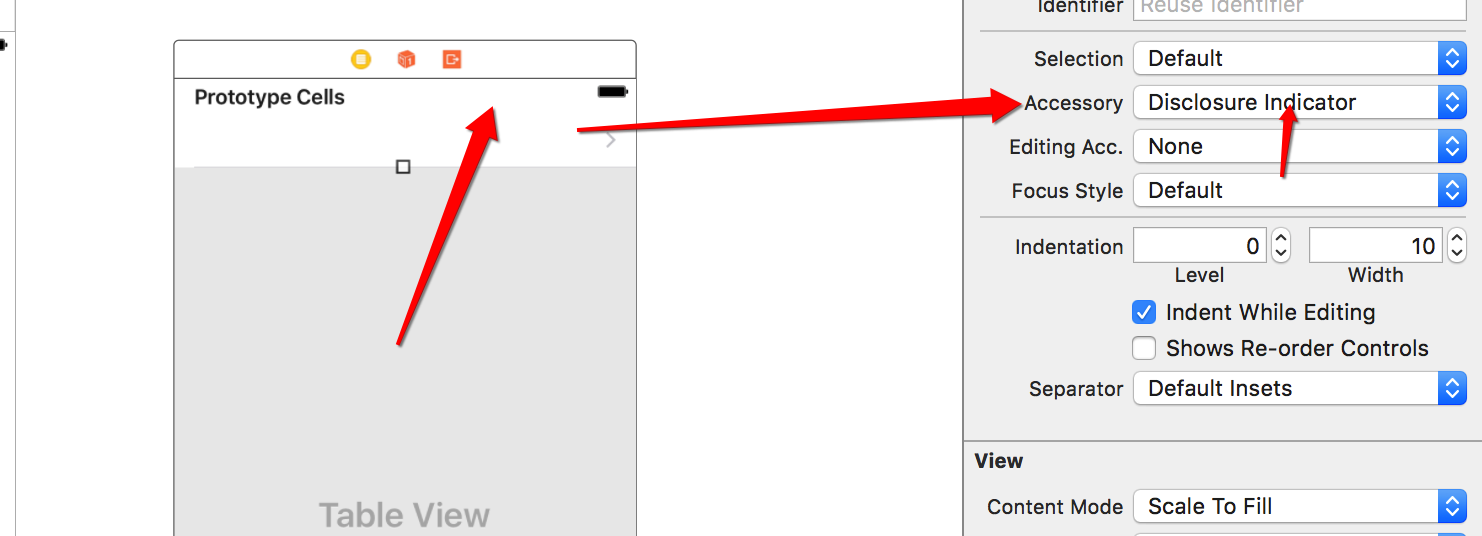 Prototype Cells
Table View
Identifier Reuse Identifier
Selection Default
Accessory Disclosure Indicator
Editing Acc. None
Focus Style Default
Indentation 0 10
Level Width
Indent While Editing
Shows Re-order Controls
Separator Default Insets
View
Content Mode Scale To Fill